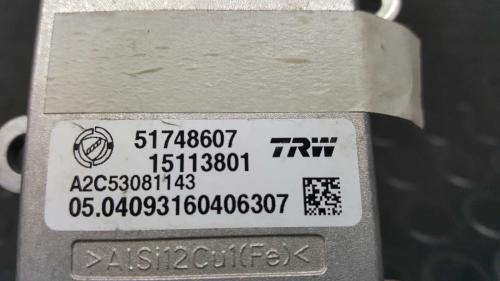 51748607
TRW
15113801
A2C53081143
05.04093160406307
>AlSi12Cu1(Fe)<